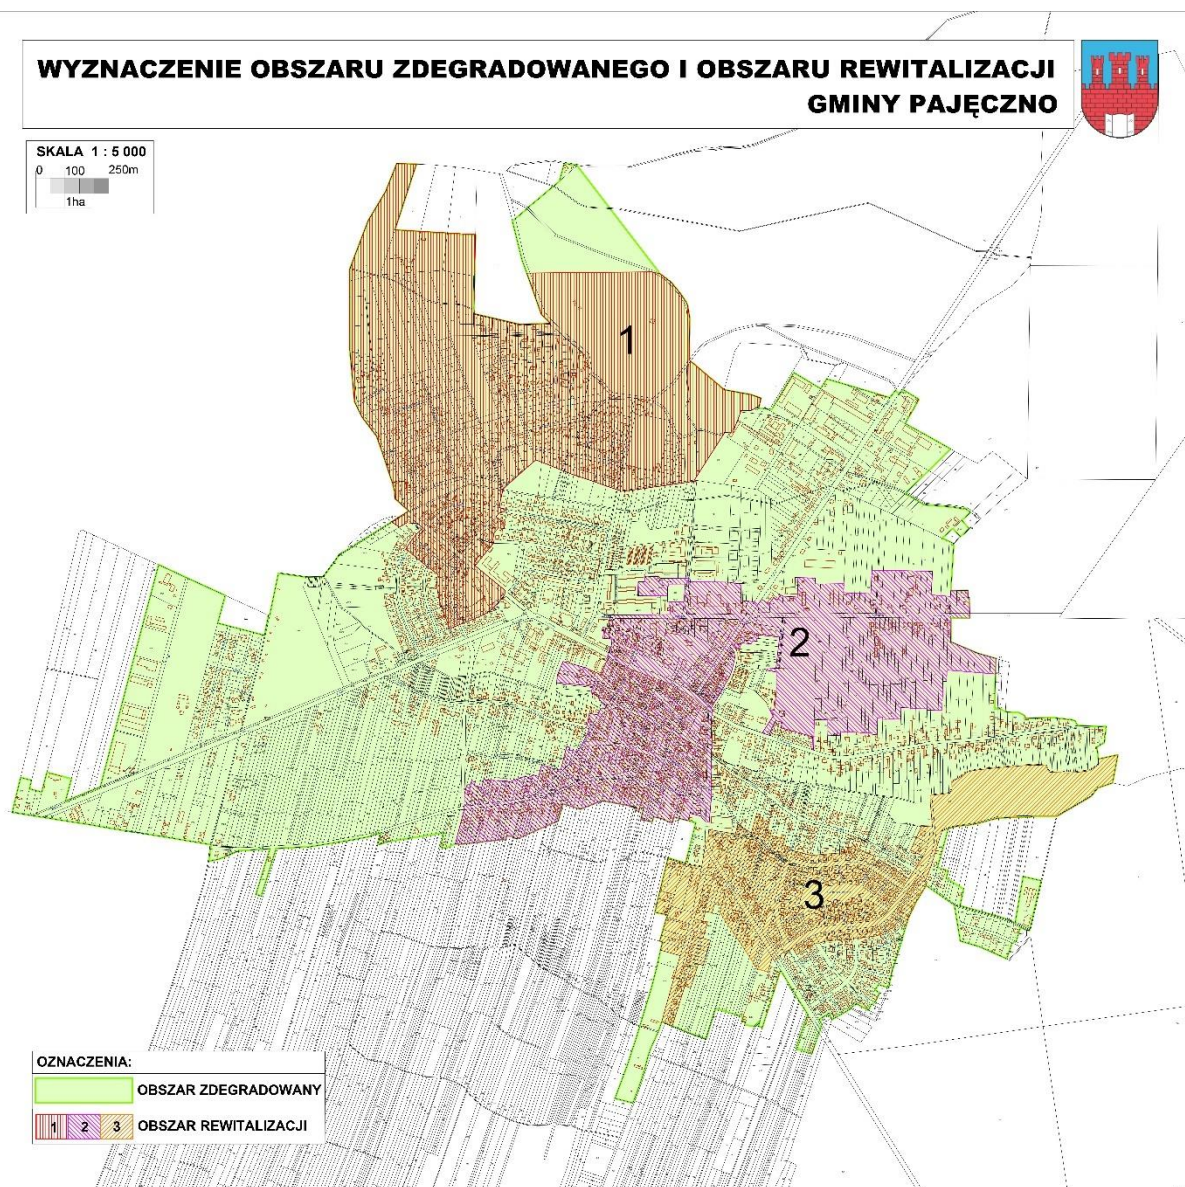 WYZNACZENIE OBSZARU ZDEGRADOWANEGO I OBSZARU REWITALIZACJI
GMINY PAJĘCZNO
SKALA 1 : 5 000
0 100 250m
1ha
1
2
3
OZNACZENIA:
OBSZAR ZDEGRADOWANY
1 2 3 OBSZAR REWITALIZACJI